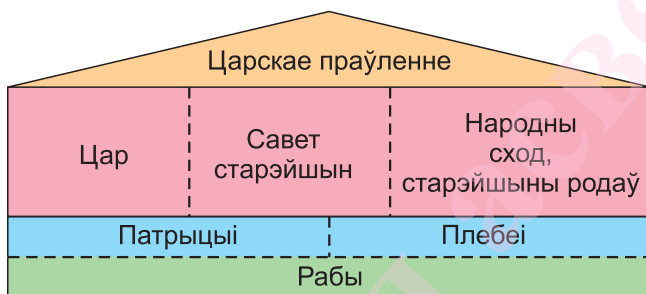 Царскае праўленне
Цар
Савет
старэйшын
Народны
сход,
старэйшыны родаў
Патрыцыі
Плебеі
Рабы